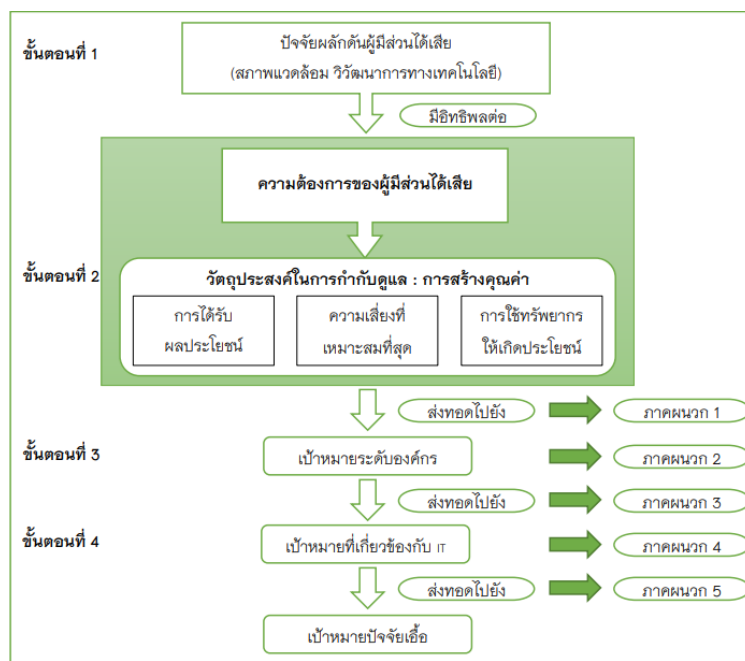 ขั้นตอนที่ 1
ปัจจัยผลักดันผู้มีส่วนได้เสีย
(สภาพแวดล้อม วิวัฒนาการทางเทคโนโลยี)
มีอิทธิพลต่อ
ความต้องการของผู้มีส่วนได้เสีย
ขั้นตอนที่ 2
วัตถุประสงค์ในการกำกับดูแล : การสร้างคุณค่า
การได้รับ
ผลประโยชน์
ความเสี่ยงที่
เหมาะสมที่สุด
การใช้ทรัพยากร
ให้เกิดประโยชน์
ส่งทอดไปยัง
ภาคผนวก 1
ขั้นตอนที่ 3
เป้าหมายระดับองค์กร
ภาคผนวก 2
ส่งทอดไปยัง
ภาคผนวก 3
ขั้นตอนที่ 4
เป้าหมายที่เกี่ยวข้องกับ IT
ภาคผนวก 4
ส่งทอดไปยัง
ภาคผนวก 5
เป้าหมายปัจจัยเอื้อ